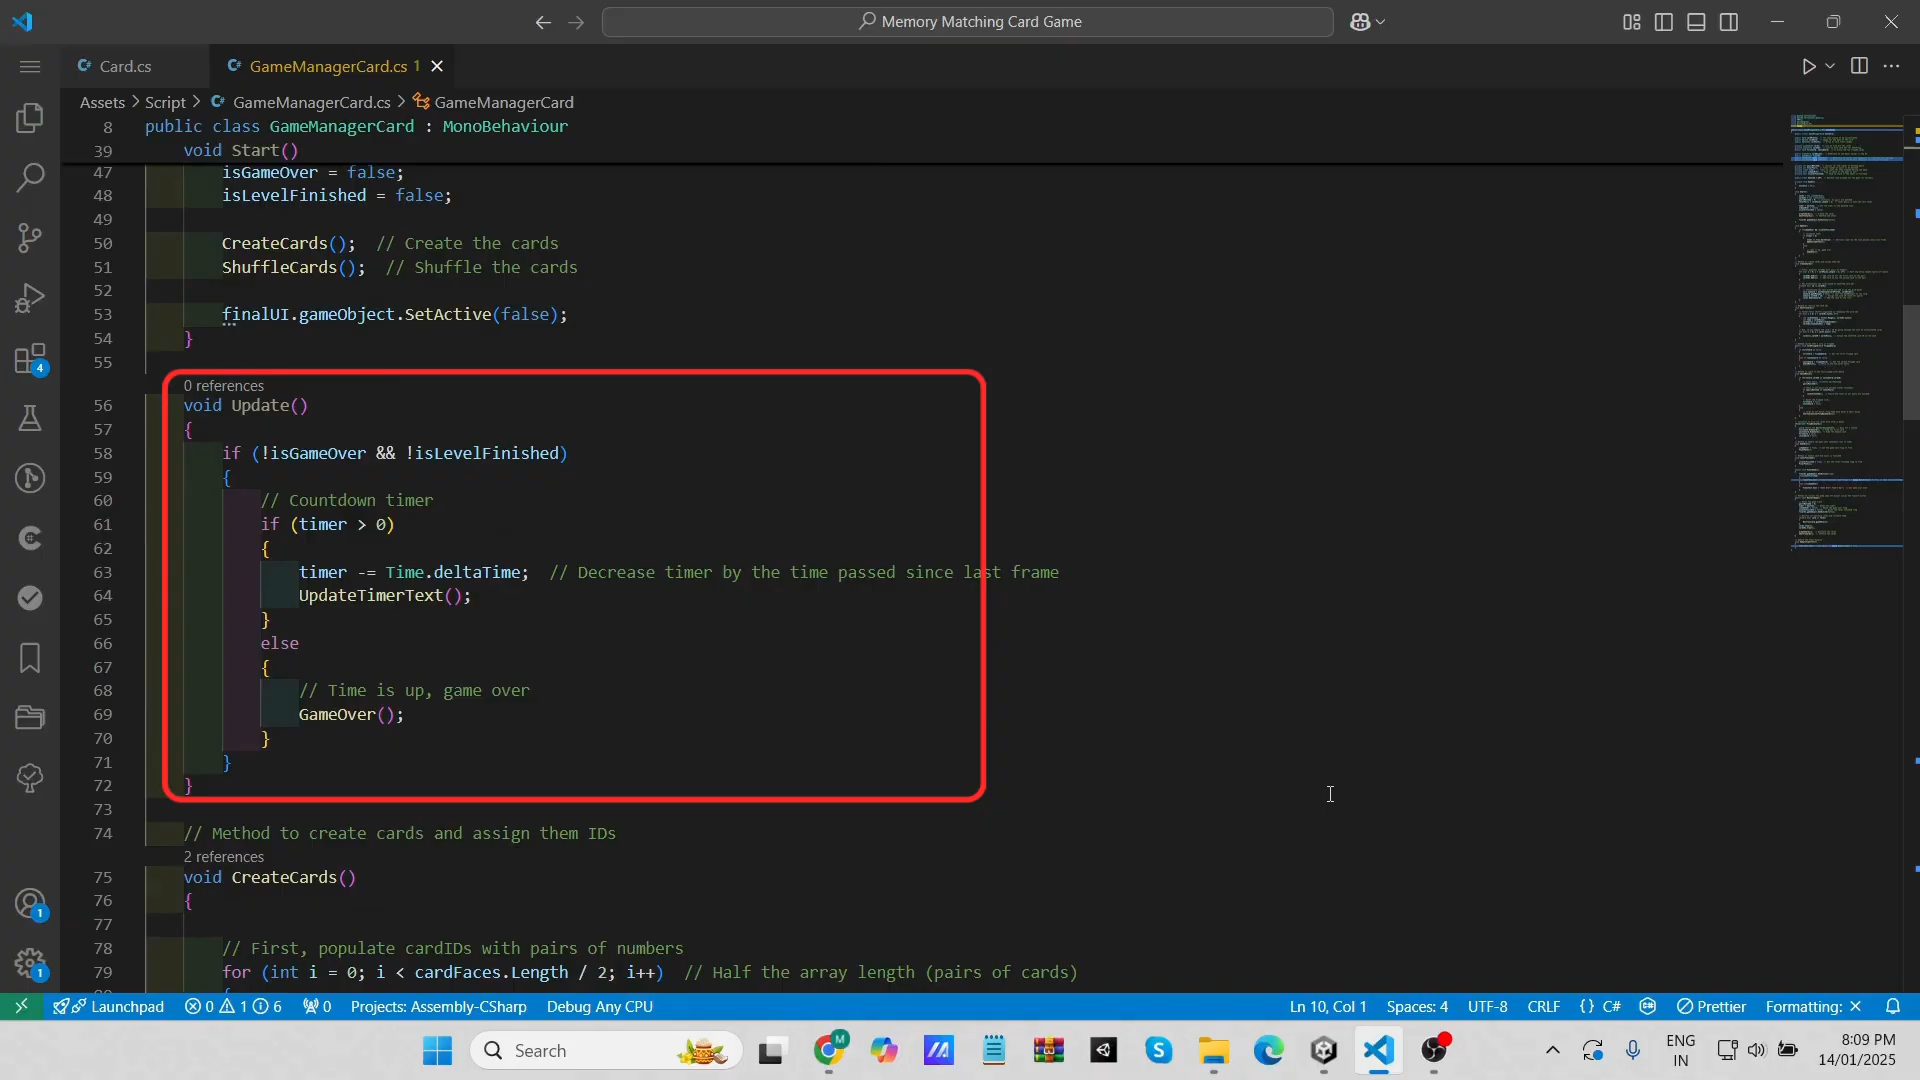 Memory Matching Card Game
Card.cs
GameManagerCard.cs 1
Assets > Script > GameManagerCard.cs > GameManagerCard
8 public class GameManagerCard : MonoBehaviour
39 void Start()
47 isGameOver = false;
48 isLevelFinished = false;
49
50 CreateCards(); // Create the cards
51 ShuffleCards(); // Shuffle the cards
52
53 finalUI.gameObject.SetActive(false);
54 }
55
0 references
56 void Update()
57 {
58 if (!isGameOver && !isLevelFinished)
59 {
60 // Countdown timer
61 if (timer > 0)
62 {
63 timer -= Time.deltaTime; // Decrease timer by the time passed since last frame
64 UpdateTimerText();
65 }
66 else
67 {
68 // Time is up, game over
69 GameOver();
70 }
71 }
72 }
73
74 // Method to create cards and assign them IDs
2 references
75 void CreateCards()
76 {
77
78 // First, populate cardIDs with pairs of numbers
79 for (int i = 0; i < cardFaces.Length / 2; i++) // Half the array length (pairs of cards)
4
1
1
Launchpad 0 1 6 0 Projects: Assembly-CSharp Debug Any CPU Ln 10, Col 1 Spaces: 4 UTF-8 CRLF {} C# Prettier Formatting: ×
Search
M
ENG
IN
8:09 PM
14/01/2025